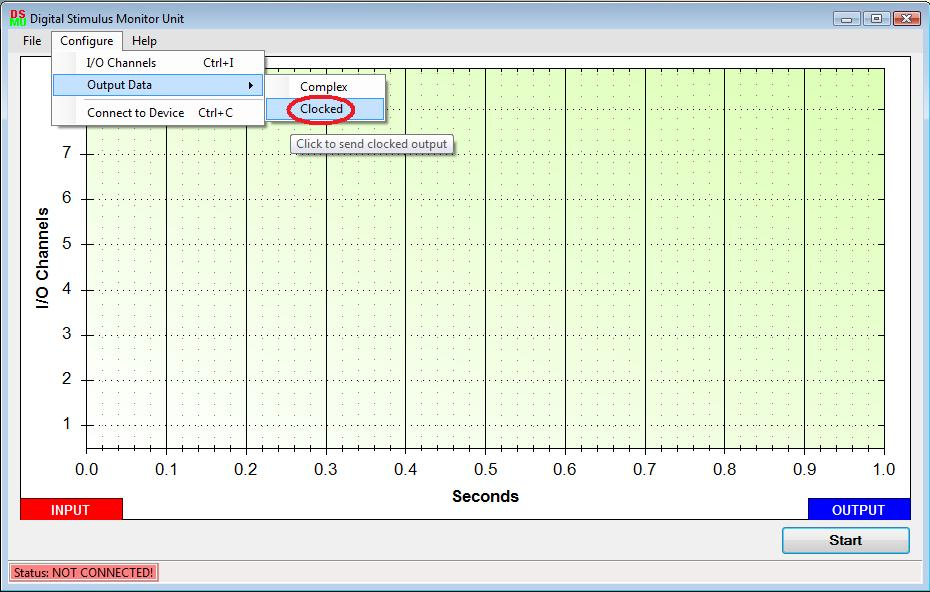 DS
MU Digital Stimulus Monitor Unit
File Configure Help
I/O Channels Ctrl+I
Output Data
Complex
Clocked
Connect to Device Ctrl+C
Click to send clocked output
7
6
5
4
3
2
1
I/O Channels
0.0 0.1 0.2 0.3 0.4 0.5 0.6 0.7 0.8 0.9 1.0
Seconds
INPUT
OUTPUT
Start
Status: NOT CONNECTED!